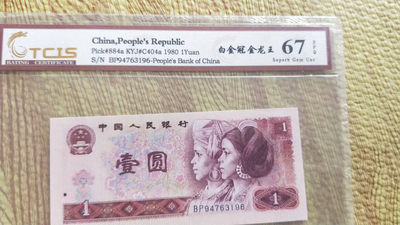 TCIS
RATING CERTIFICATE
China,People's Republic
Pick#884a KYJ#C404a 1980 1Yuan
S/N BP94763196-People's Bank of China
白金冠金龙王 67 PPQ
Superb Gem Unc
中国人民银行
1
壹圆
1
BP94763196